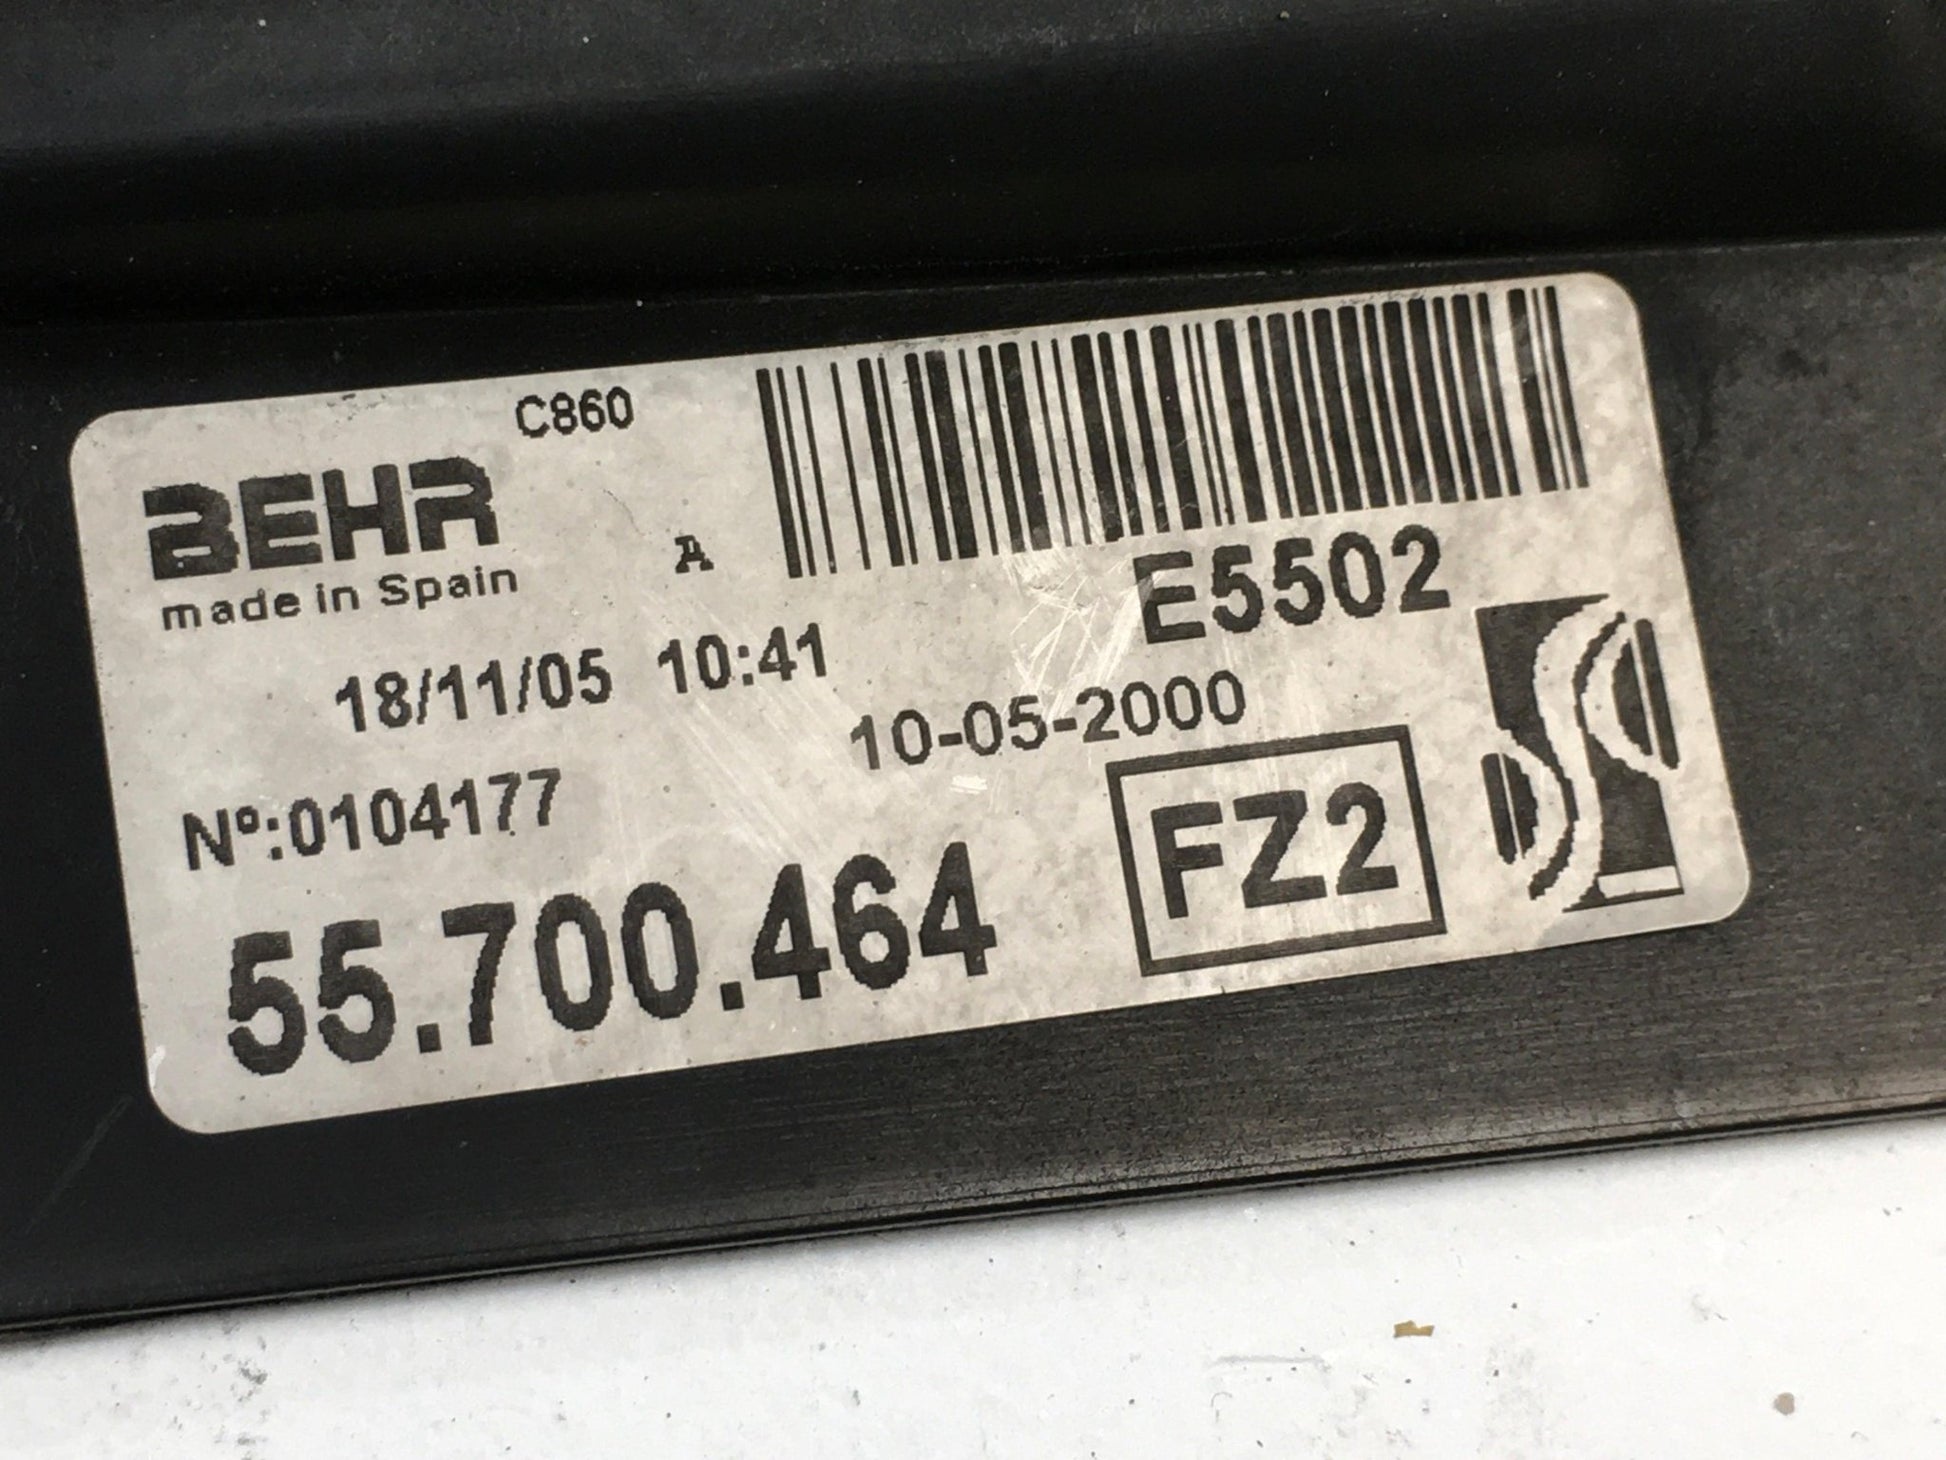 C860
BEHR
made in Spain
A
E5502
18/11/05 10:41
10-05-2000
Nº:0104177
FZ2
55.700.464